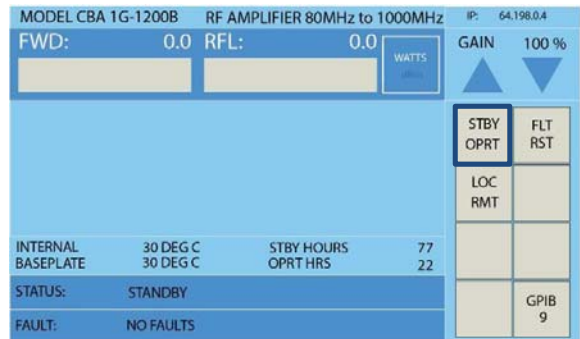 MODEL CBA 1G-1200B RF AMPLIFIER 80MHz to 1000MHz IP: 64.198.0.4
FWD: 0.0 RFL: 0.0 WATTS GAIN 100 %
STBY OPRT
FLT RST
LOC RMT
INTERNAL 30 DEG C STBY HOURS 77
BASEPLATE 30 DEG C OPRT HRS 22
STATUS: STANDBY
GPIB 9
FAULT: NO FAULTS